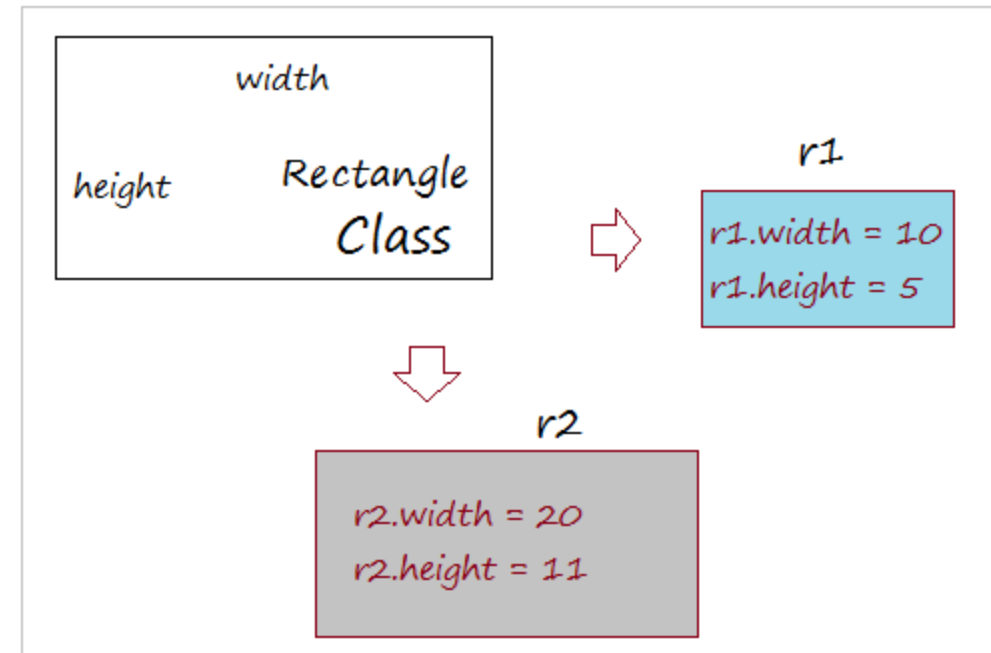 width
height
Rectangle
Class
r1
r1.width = 10
r1.height = 5
r2
r2.width = 20
r2.height = 11